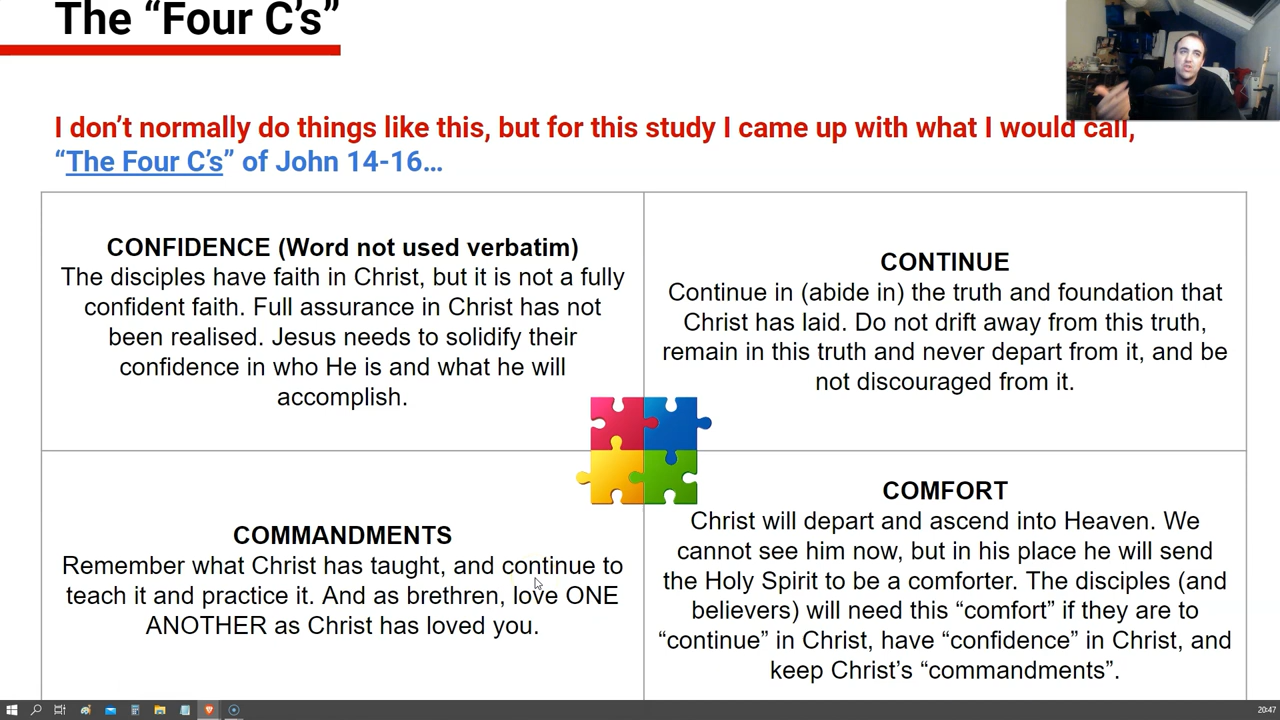 The “Four C’s”
I don’t normally do things like this, but for this study I came up with what I would call,
“The Four C’s” of John 14-16…
CONFIDENCE (Word not used verbatim)
The disciples have faith in Christ, but it is not a fully
confident faith. Full assurance in Christ has not
been realised. Jesus needs to solidify their
confidence in who He is and what he will
accomplish.
CONTINUE
Continue in (abide in) the truth and foundation that
Christ has laid. Do not drift away from this truth,
remain in this truth and never depart from it, and be
not discouraged from it.
COMMANDMENTS
Remember what Christ has taught, and continue to
teach it and practice it. And as brethren, love ONE
ANOTHER as Christ has loved you.
COMFORT
Christ will depart and ascend into Heaven. We
cannot see him now, but in his place he will send
the Holy Spirit to be a comforter. The disciples (and
believers) will need this “comfort” if they are to
“continue” in Christ, have “confidence” in Christ, and
keep Christ’s “commandments”.
20:47